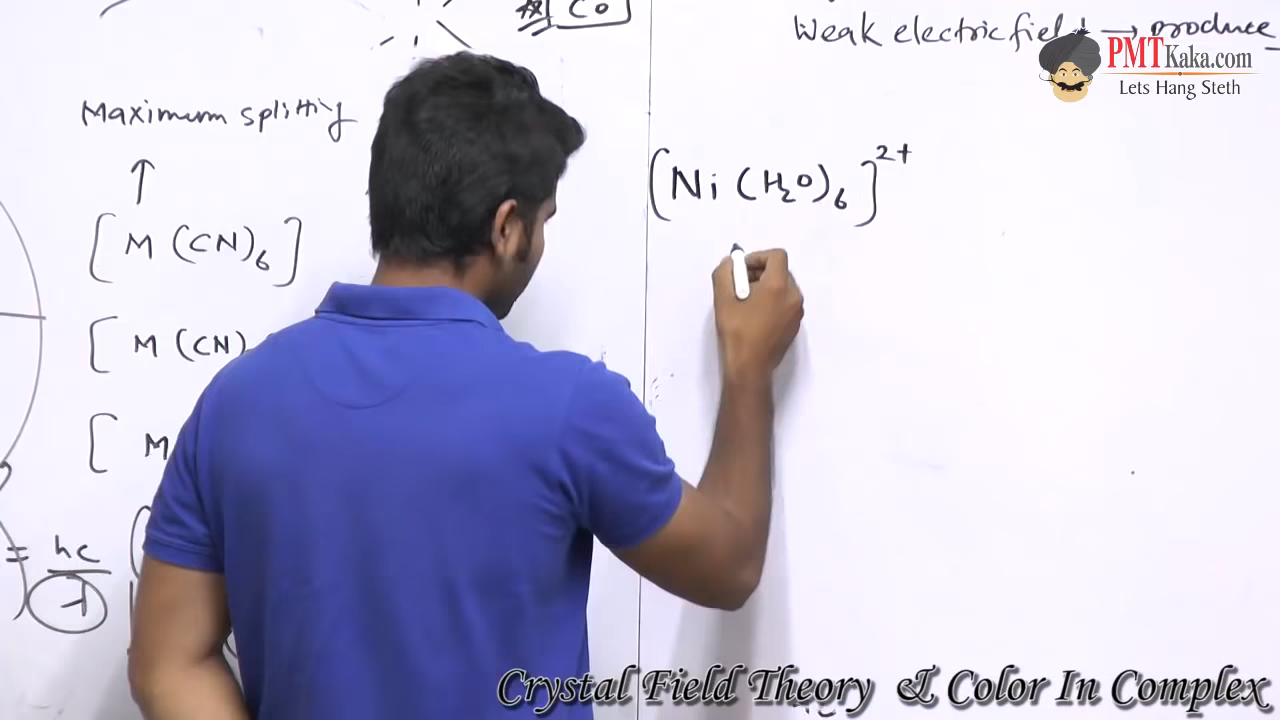 Co
Weak electric field → produce
PMTKaka.com
Lets Hang Steth
Maximum splitting
↑
[M(CN)6]
[M(CN)
[M
= hc
λ
[Ni(H2O)6]2+
Crystal Field Theory & Color In Complex